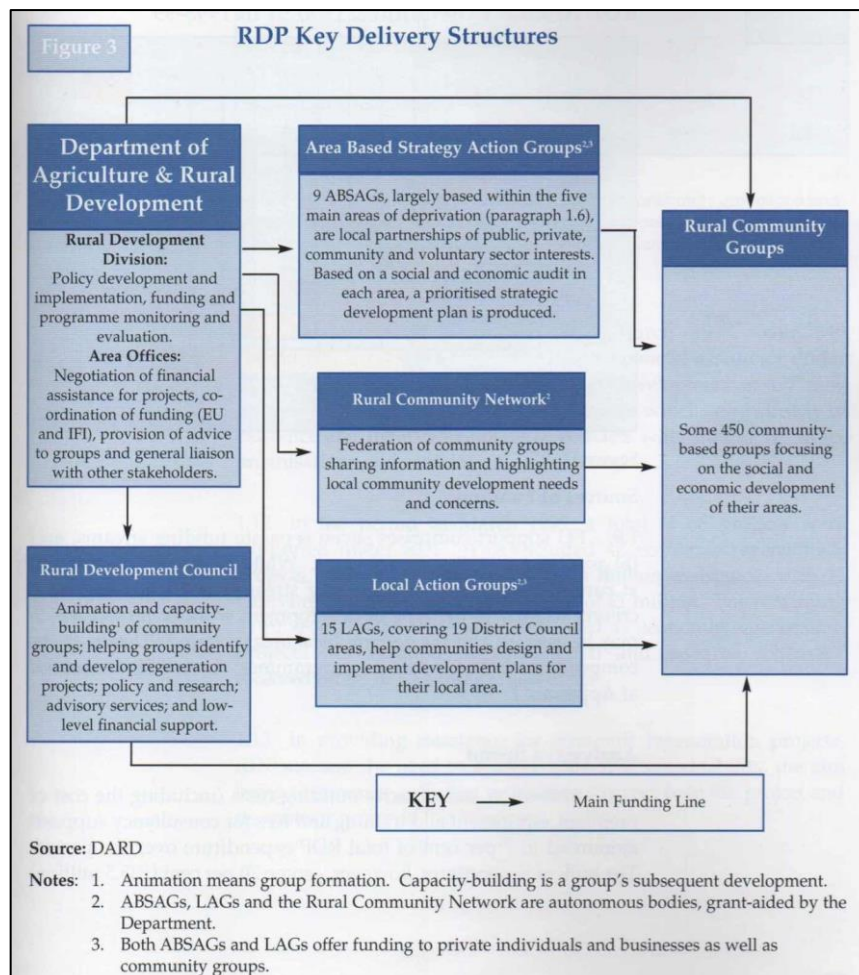 Figure 3
RDP Key Delivery Structures
Department of
Agriculture & Rural
Development
Rural Development
Division:
Policy development and
implementation, funding and
programme monitoring and
evaluation.
Area Offices:
Negotiation of financial
assistance for projects, co-
ordination of funding (EU
and IFI), provision of advice
to groups and general liaison
with other stakeholders.
Area Based Strategy Action Groups2,3
9 ABSAGs, largely based within the five
main areas of deprivation (paragraph 1.6),
are local partnerships of public, private,
community and voluntary sector interests.
Based on a social and economic audit in
each area, a prioritised strategic
development plan is produced.
Rural Community
Groups
Some 450 community-
based groups focusing
on the social and
economic development
of their areas.
Rural Community Network2
Federation of community groups
sharing information and highlighting
local community development needs
and concerns.
Rural Development Council
Animation and capacity-
building1 of community
groups; helping groups identify
and develop regeneration
projects; policy and research;
advisory services; and low-
level financial support.
Local Action Groups2,3
15 LAGs, covering 19 District Council
areas, help communities design and
implement development plans for
their local area.
KEY Main Funding Line
Source: DARD
Notes: 1. Animation means group formation. Capacity-building is a group's subsequent development.
2. ABSAGs, LAGs and the Rural Community Network are autonomous bodies, grant-aided by the
Department.
3. Both ABSAGs and LAGs offer funding to private individuals and businesses as well as
community groups.